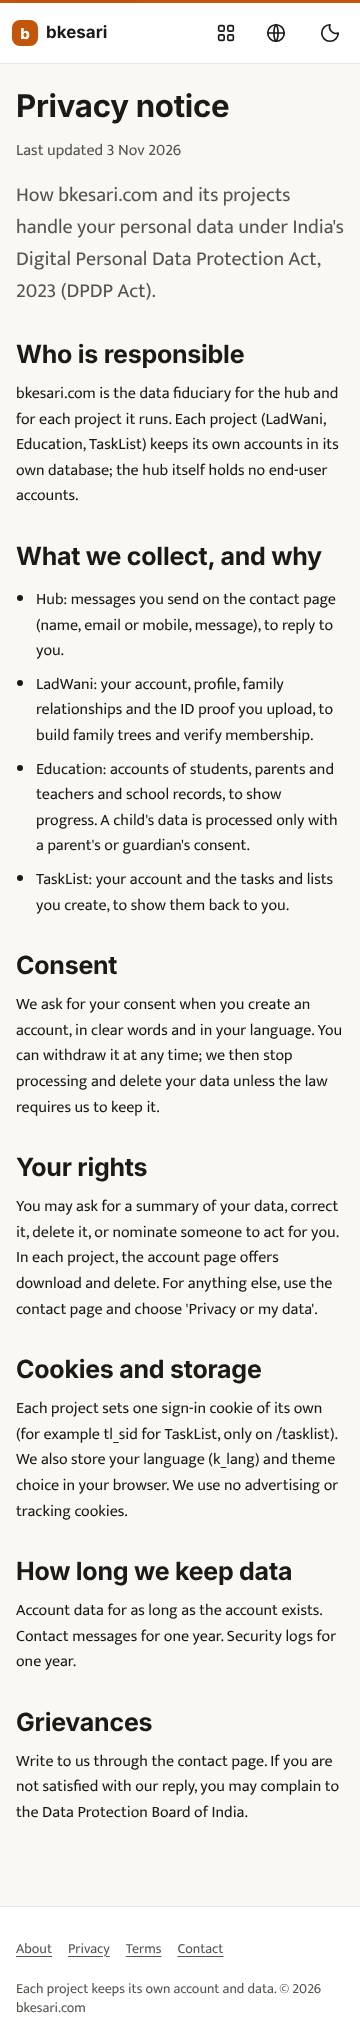 b bkesari
Privacy notice
Last updated 3 Nov 2026
How bkesari.com and its projects
handle your personal data under India's
Digital Personal Data Protection Act,
2023 (DPDP Act).
Who is responsible
bkesari.com is the data fiduciary for the hub and
for each project it runs. Each project (LadWani,
Education, TaskList) keeps its own accounts in its
own database; the hub itself holds no end-user
accounts.
What we collect, and why
• Hub: messages you send on the contact page
(name, email or mobile, message), to reply to
you.
• LadWani: your account, profile, family
relationships and the ID proof you upload, to
build family trees and verify membership.
• Education: accounts of students, parents and
teachers and school records, to show
progress. A child's data is processed only with
a parent's or guardian's consent.
• TaskList: your account and the tasks and lists
you create, to show them back to you.
Consent
We ask for your consent when you create an
account, in clear words and in your language. You
can withdraw it at any time; we then stop
processing and delete your data unless the law
requires us to keep it.
Your rights
You may ask for a summary of your data, correct
it, delete it, or nominate someone to act for you.
In each project, the account page offers
download and delete. For anything else, use the
contact page and choose 'Privacy or my data'.
Cookies and storage
Each project sets one sign-in cookie of its own
(for example tl_sid for TaskList, only on /tasklist).
We also store your language (k_lang) and theme
choice in your browser. We use no advertising or
tracking cookies.
How long we keep data
Account data for as long as the account exists.
Contact messages for one year. Security logs for
one year.
Grievances
Write to us through the contact page. If you are
not satisfied with our reply, you may complain to
the Data Protection Board of India.
About Privacy Terms Contact
Each project keeps its own account and data. © 2026
bkesari.com